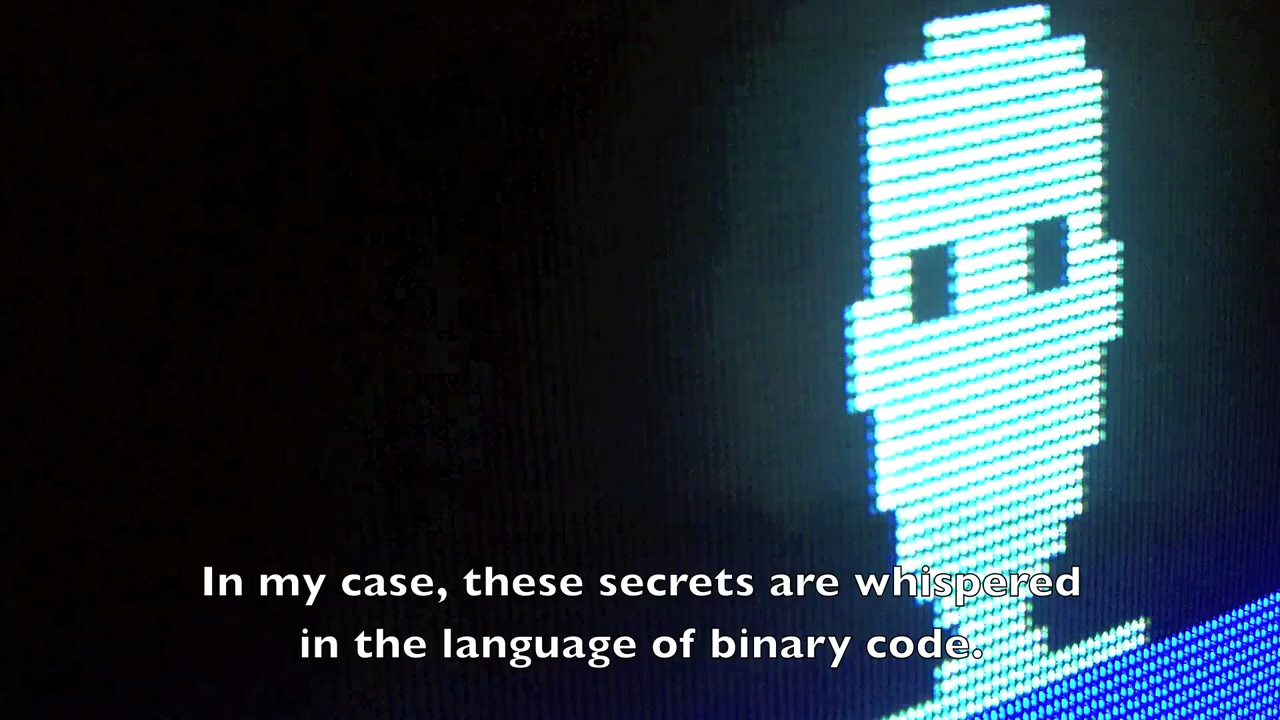 In my case, these secrets are whispered
in the language of binary code.